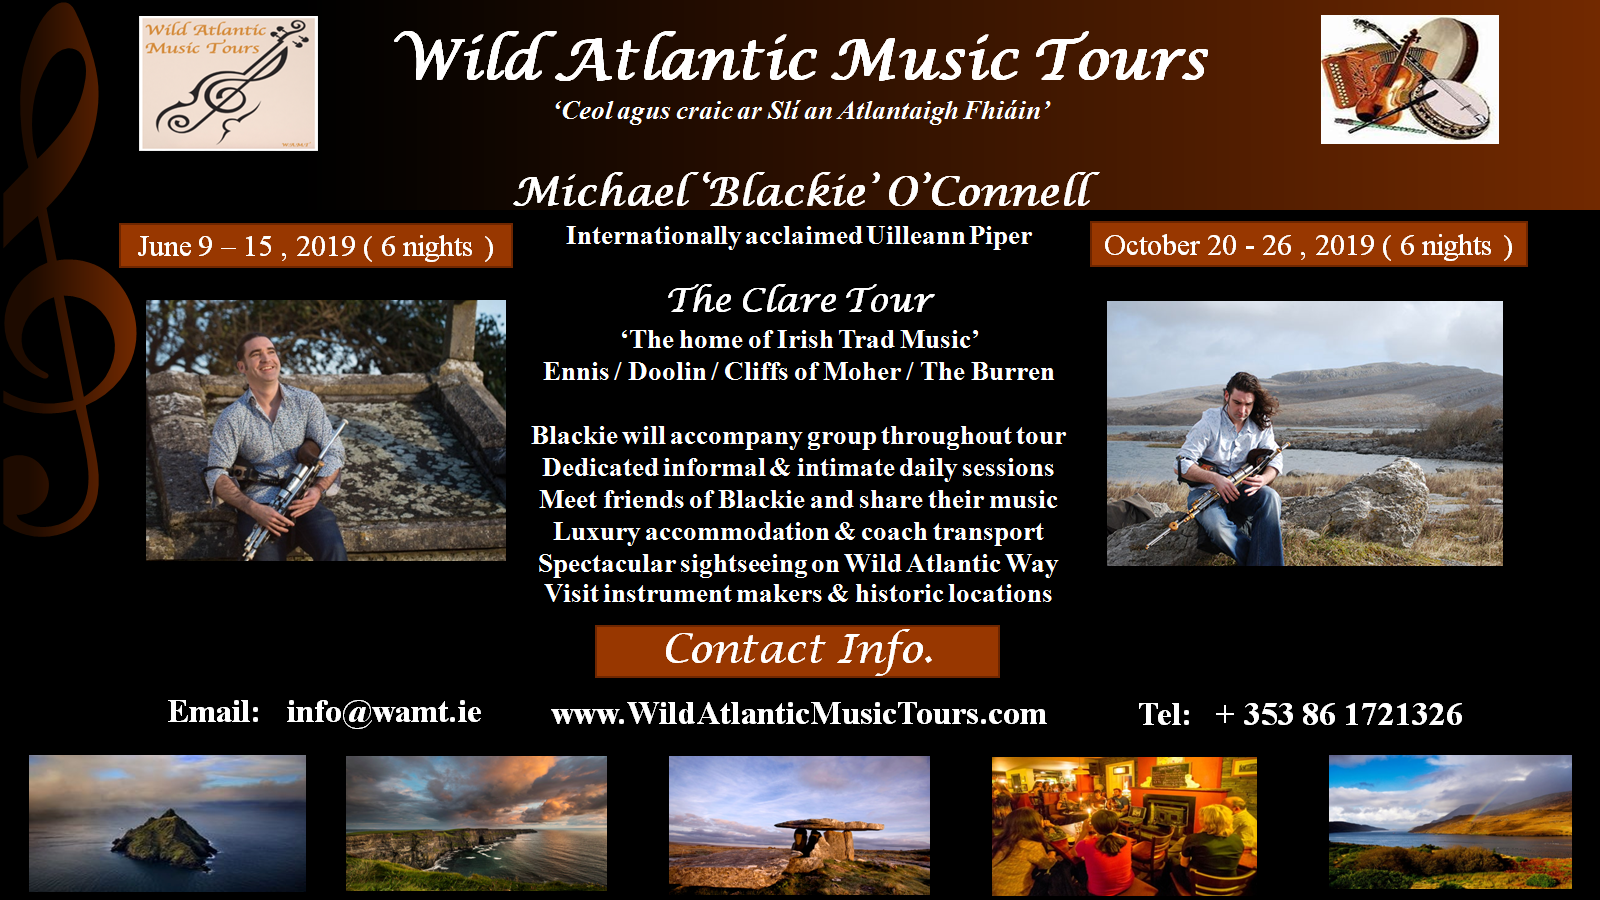 Wild Atlantic
Music Tours
Wild Atlantic Music Tours
‘Ceol agus craic ar Slí an Atlantaigh Fhiáin’
Michael ‘Blackie’ O’Connell
Internationally acclaimed Uilleann Piper
June 9 – 15 , 2019 ( 6 nights )
October 20 - 26 , 2019 ( 6 nights )
The Clare Tour
‘The home of Irish Trad Music’
Ennis / Doolin / Cliffs of Moher / The Burren
Blackie will accompany group throughout tour
Dedicated informal & intimate daily sessions
Meet friends of Blackie and share their music
Luxury accommodation & coach transport
Spectacular sightseeing on Wild Atlantic Way
Visit instrument makers & historic locations
Contact Info.
Email: info@wamt.ie
www.WildAtlanticMusicTours.com
Tel: + 353 86 1721326